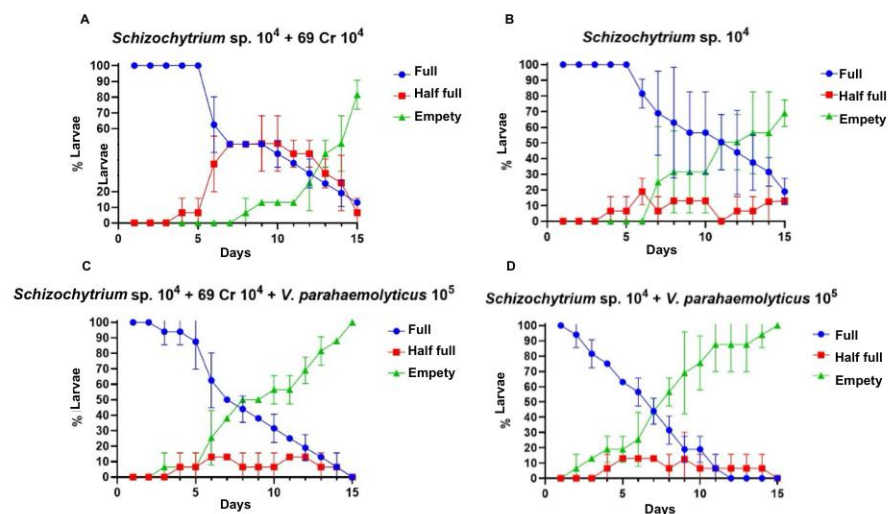 A
Schizochytrium sp. 10⁴ + 69 Cr 10⁴
100
90
80
70
60
50
40
30
20
10
0
% Larvae
Larvae
0 5 10 15
Days
Full
Half full
Empety
B
Schizochytrium sp. 10⁴
100
90
80
70
60
50
40
30
20
10
0
% Larvae
0 5 10 15
Days
Full
Half full
Empety
C
Schizochytrium sp. 10⁴ + 69 Cr 10⁴ + V. parahaemolyticus 10⁵
100
90
80
70
60
50
40
30
20
10
0
% Larvae
0 5 10 15
Days
Full
Half full
Empety
D
Schizochytrium sp. 10⁴ + V. parahaemolyticus 10⁵
100
90
80
70
60
50
40
30
20
10
0
% Larvae
0 5 10 15
Days
Full
Half full
Empety